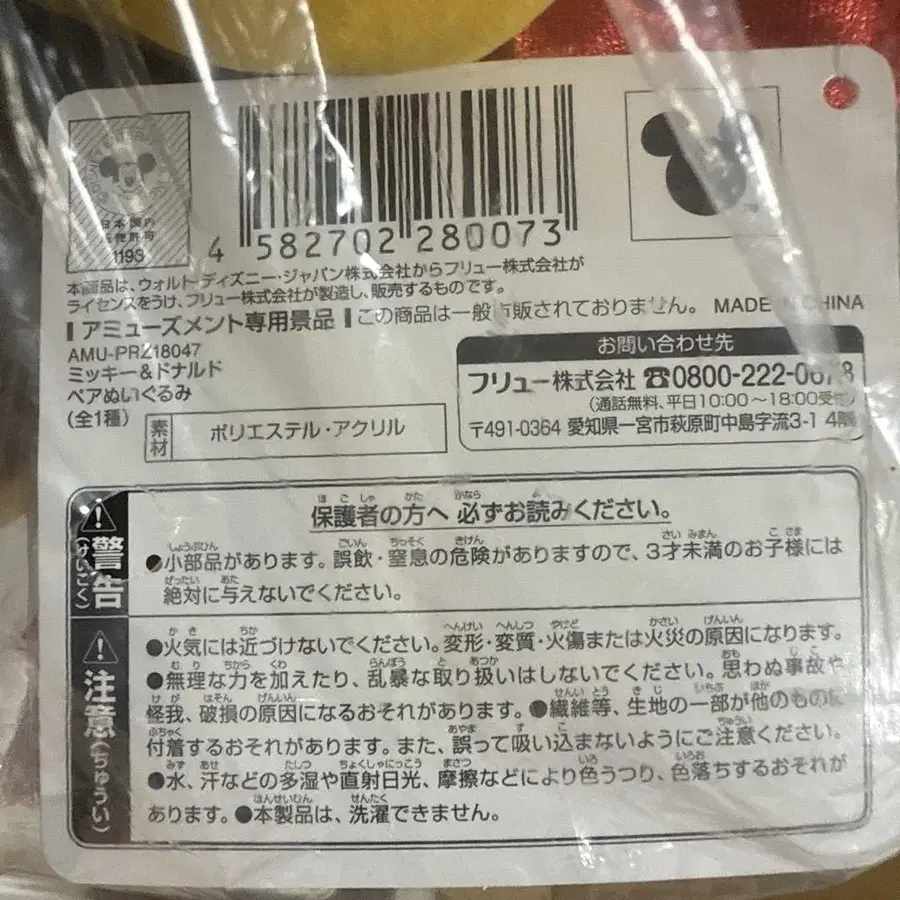 日本国内
販売許可
1193
4 582702 280073
本商品は、ウォルト・ディズニー・ジャパン株式会社からフリュー株式会社が
ライセンスをうけ、フリュー株式会社が製造し、販売するものです。
アミューズメント専用景品 この商品は一般市販されておりません。 MADE IN CHINA
AMU-PRZ18047
ミッキー&ドナルド
ペアぬいぐるみ
(全1種)
素材 ポリエステル・アクリル
お問い合わせ先
フリュー株式会社 ☎0800-222-0
(通話無料、平日10:00~18:00受付)
〒491-0364 愛知県一宮市萩原町中島字流3-1 4階
⚠警告(けいこく)
保護者の方へ 必ずお読みください。
●小部品があります。誤飲・窒息の危険がありますので、3才未満のお子様には
絶対に与えないでください。
⚠注意(ちゅうい)
●火気には近づけないでください。変形・変質・火傷または火災の原因になります。
●無理な力を加えたり、乱暴な取り扱いはしないでください。思わぬ事故や
怪我、破損の原因になるおそれがあります。●繊維等、生地の一部が他のものに
付着するおそれがあります。また、誤って吸い込まないようにご注意ください。
●水、汗などの多湿や直射日光、摩擦などにより色うつり、色落ちするおそれが
あります。●本製品は、洗濯できません。